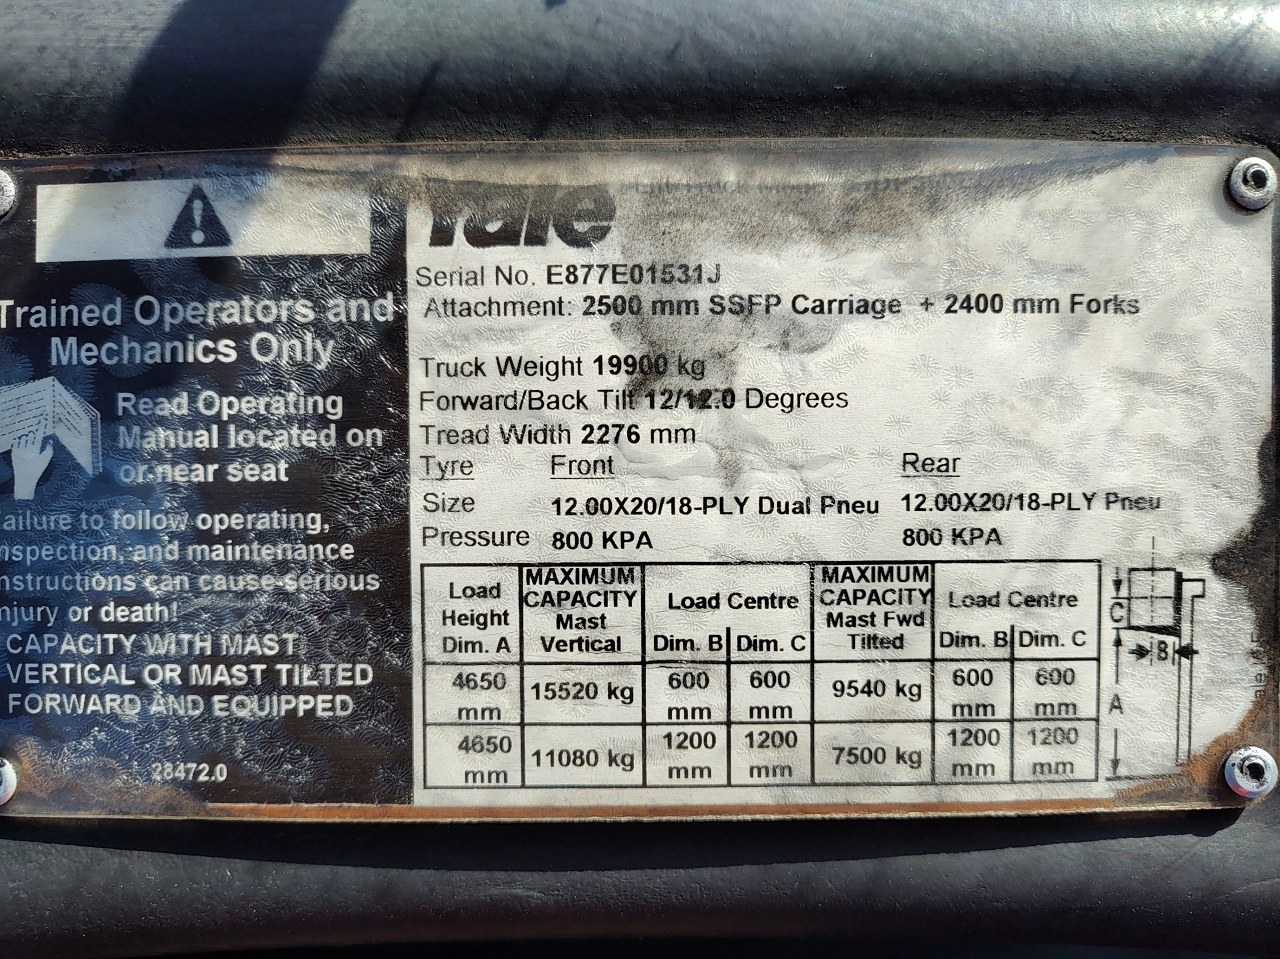 Yale
Serial No. E877E01531J
Attachment: 2500 mm SSFP Carriage + 2400 mm Forks
Truck Weight 19900 kg
Forward/Back Tilt 12/12.0 Degrees
Tread Width 2276 mm
Tyre Front Rear
Size 12.00X20/18-PLY Dual Pneu 12.00X20/18-PLY Pneu
Pressure 800 KPA 800 KPA
Trained Operators and
Mechanics Only
Read Operating
Manual located on
or near seat
ailure to follow operating,
nspection, and maintenance
nstructions can cause serious
njury or death!
CAPACITY WITH MAST
VERTICAL OR MAST TILTED
FORWARD AND EQUIPPED
28472.0
Load Height Dim. A MAXIMUM CAPACITY Mast Vertical Load Centre Dim. B Dim. C MAXIMUM CAPACITY Mast Fwd Tilted Load Centre Dim. B Dim. C
4650 mm 15520 kg 600 mm 600 mm 9540 kg 600 mm 600 mm
4650 mm 11080 kg 1200 mm 1200 mm 7500 kg 1200 mm 1200 mm
C
B
A